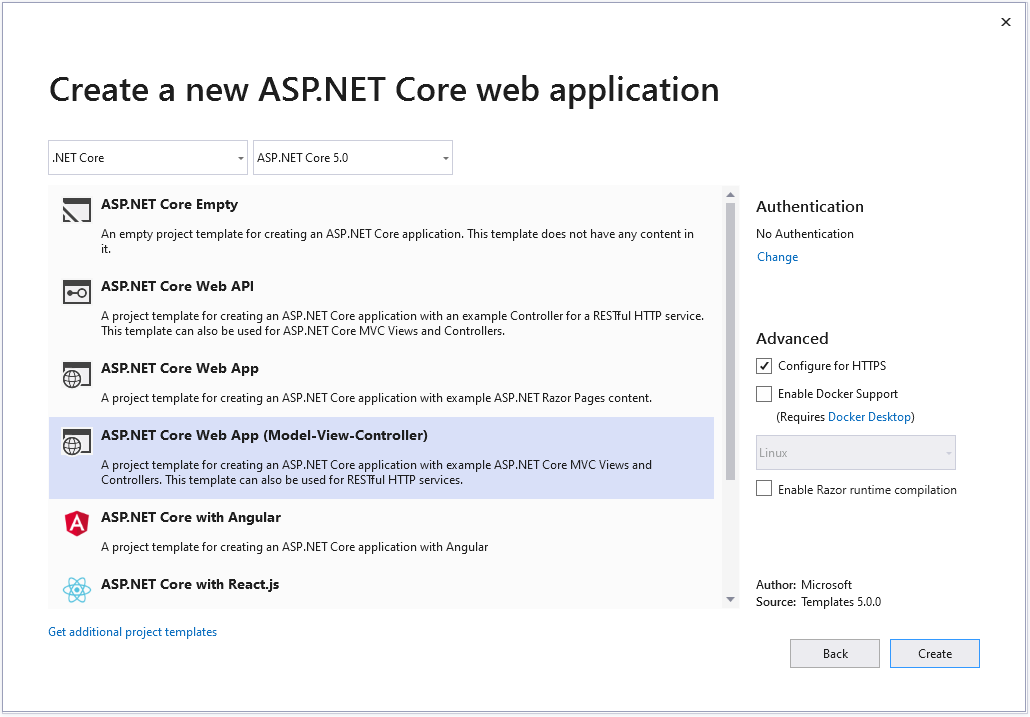 Create a new ASP.NET Core web application
.NET Core
ASP.NET Core 5.0
ASP.NET Core Empty
An empty project template for creating an ASP.NET Core application. This template does not have any content in
it.
ASP.NET Core Web API
A project template for creating an ASP.NET Core application with an example Controller for a RESTful HTTP service.
This template can also be used for ASP.NET Core MVC Views and Controllers.
ASP.NET Core Web App
A project template for creating an ASP.NET Core application with example ASP.NET Razor Pages content.
ASP.NET Core Web App (Model-View-Controller)
A project template for creating an ASP.NET Core application with example ASP.NET Core MVC Views and
Controllers. This template can also be used for RESTful HTTP services.
ASP.NET Core with Angular
A project template for creating an ASP.NET Core application with Angular
ASP.NET Core with React.js
Get additional project templates
Authentication
No Authentication
Change
Advanced
Configure for HTTPS
Enable Docker Support
(Requires Docker Desktop)
Linux
Enable Razor runtime compilation
Author: Microsoft
Source: Templates 5.0.0
Back
Create